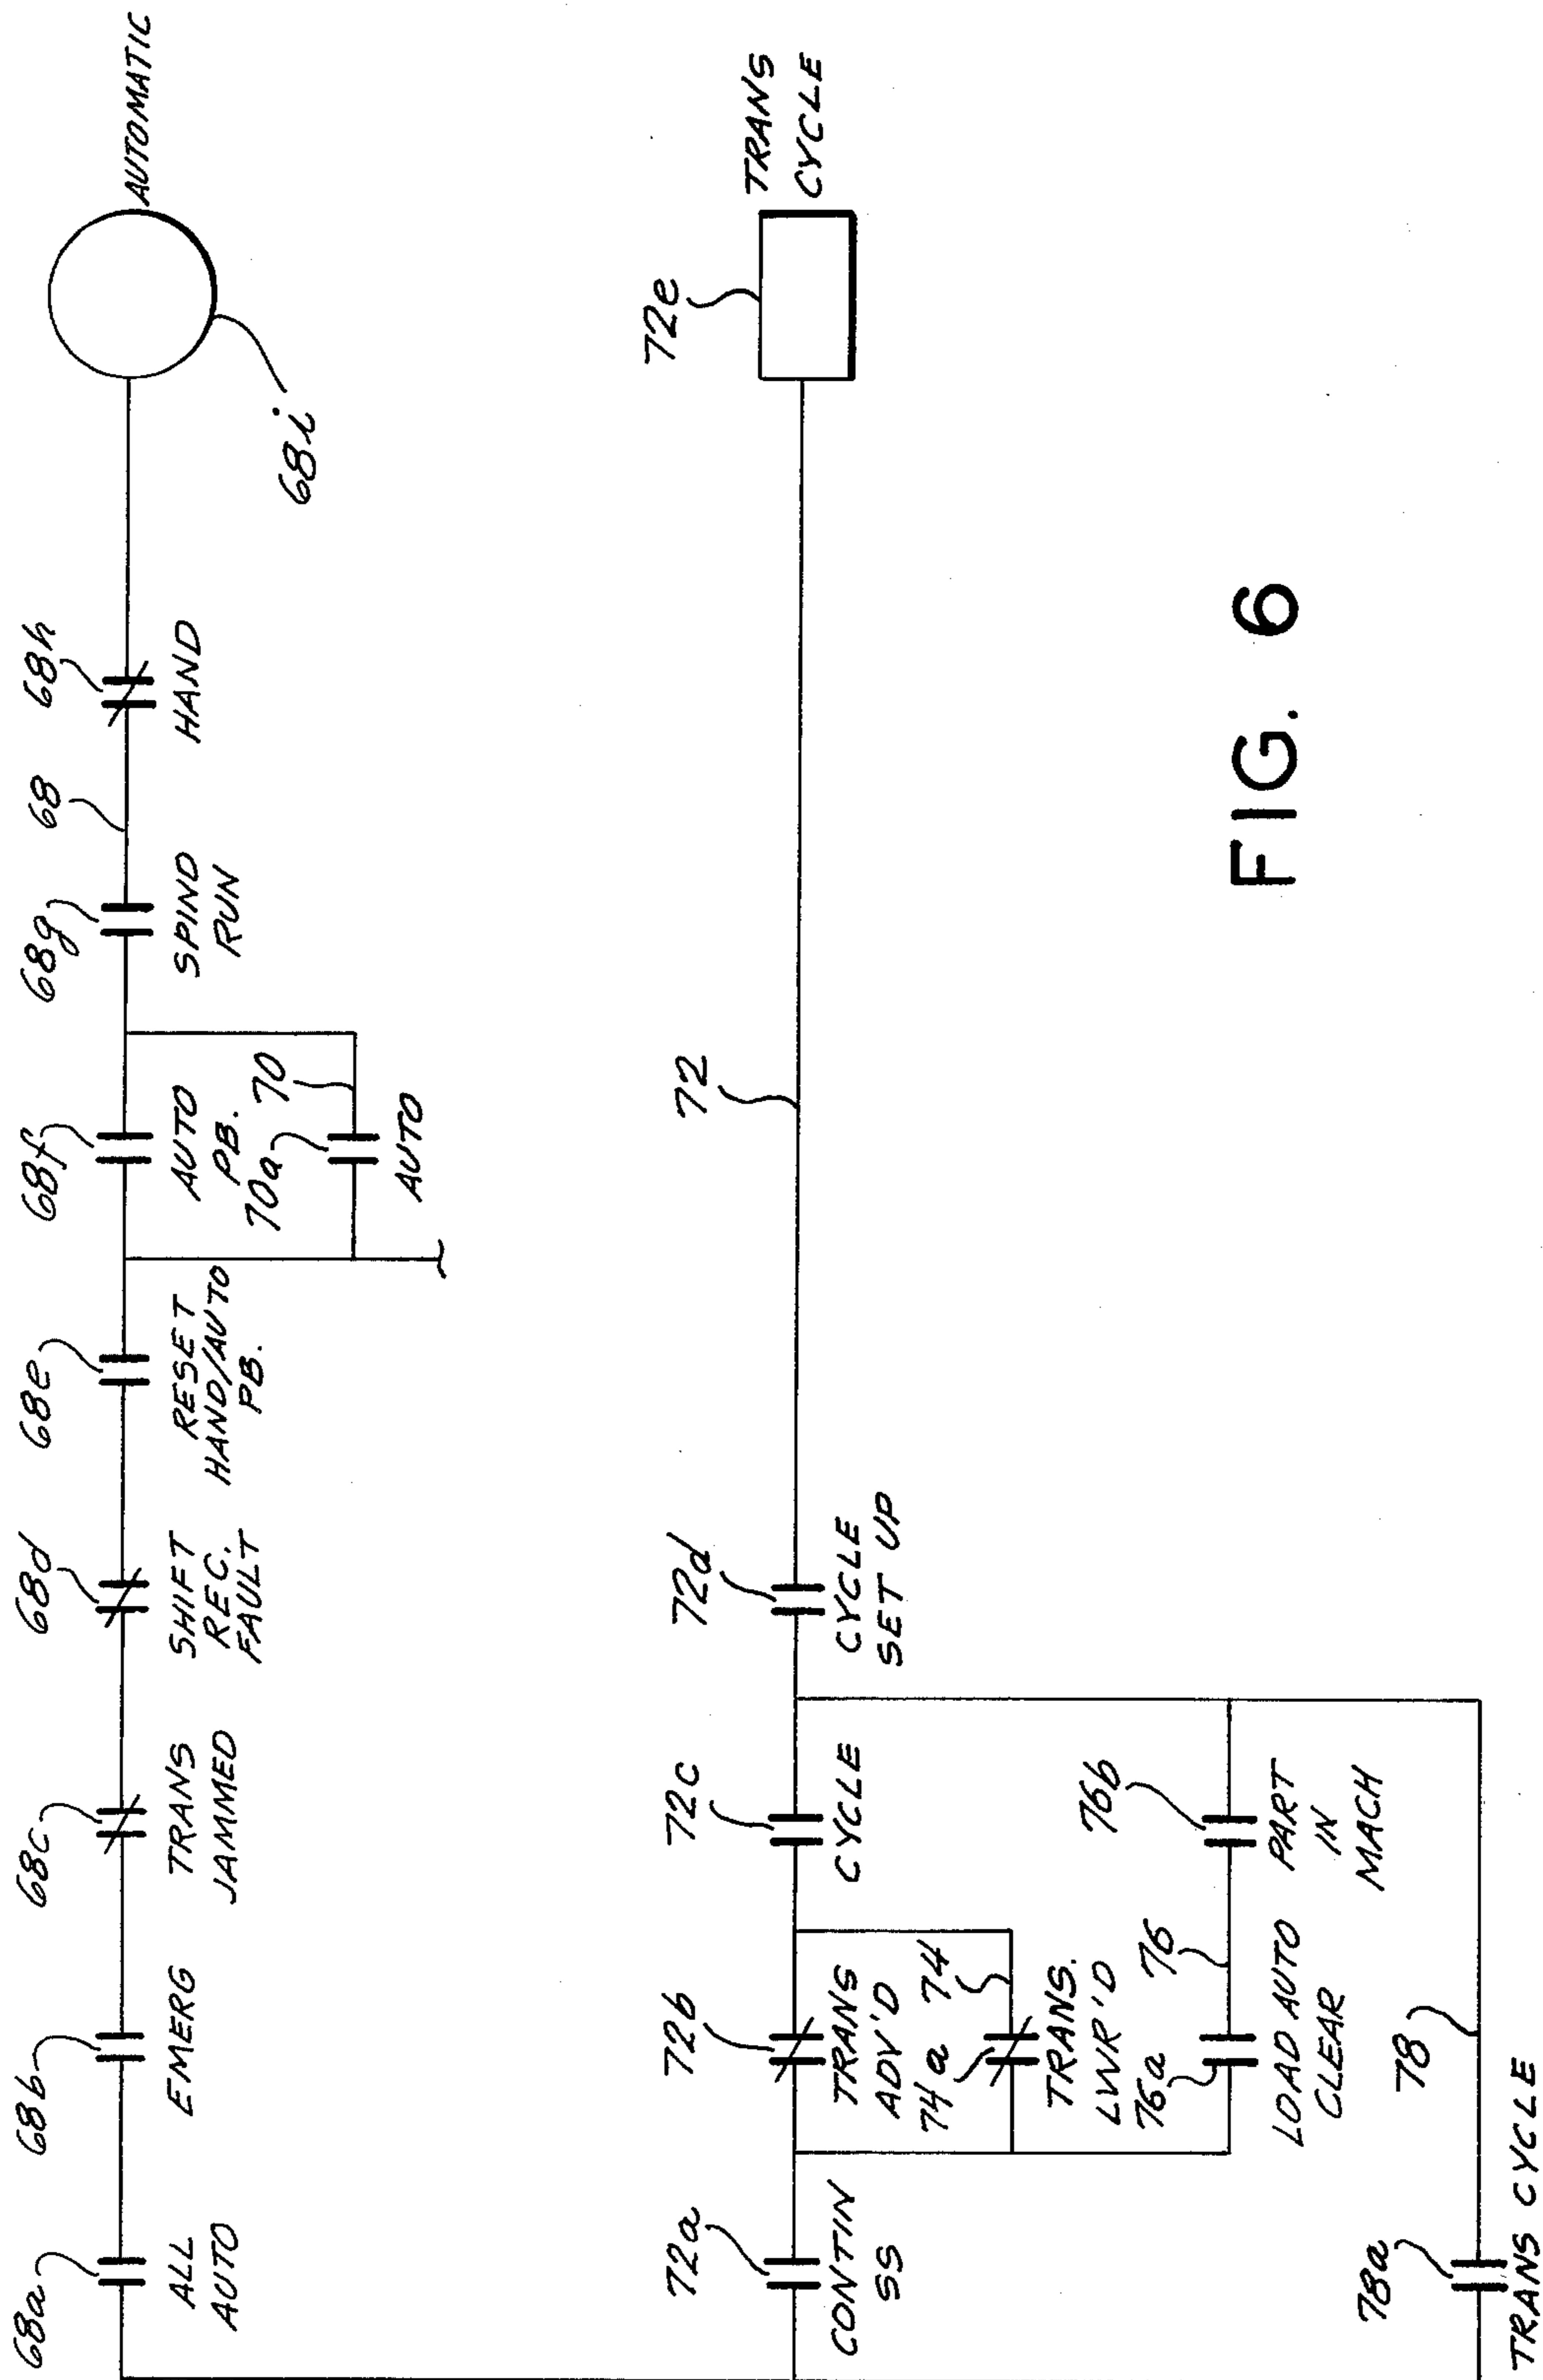 68a 68b 68c 68d 68e 68f 68g 68 68h
ALL
AUTO
EMERG
TRANS
JAMMED
SHIFT
REC.
FAULT
RESET
HAND/AUTO
PB.
AUTO
PB.
70a 70
AUTO
SPIND
RUN
HAND
68i
AUTOMATIC
72a 72b 72c 72d 72 72e
CONTIN
SS
TRANS
ADV'D
74a 74
TRANS.
LWR'D
CYCLE
CYCLE
SET UP
TRANS
CYCLE
76a 76 76b
LOAD AUTO
CLEAR
PART
IN
MACH
78a 78
TRANS CYCLE
FIG. 6